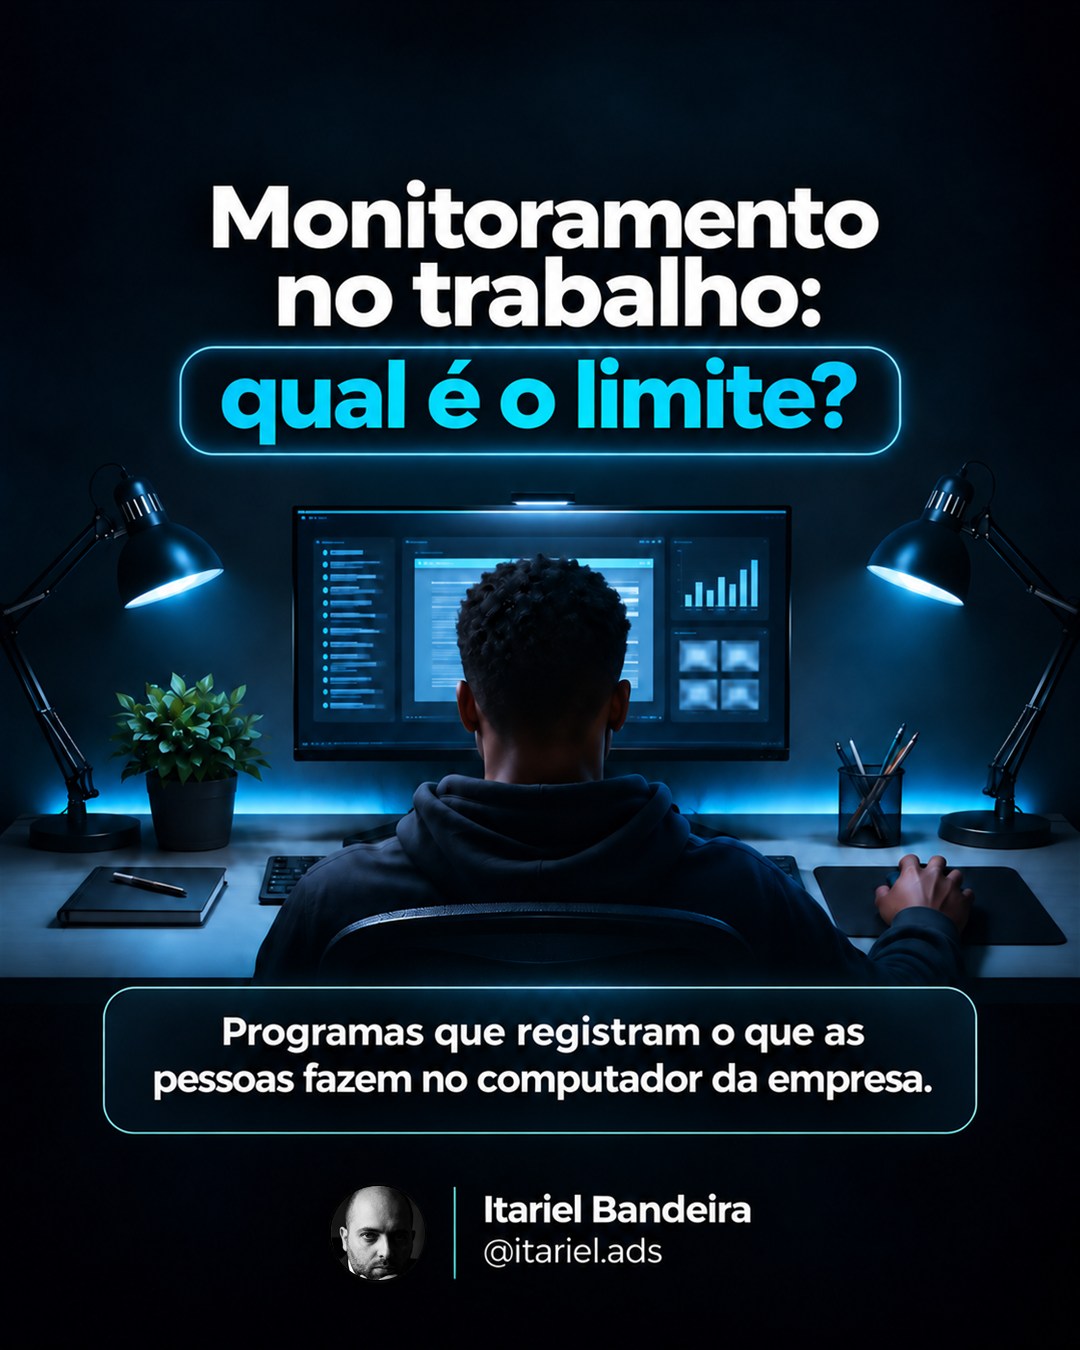 Monitoramento
no trabalho:
qual é o limite?
Programas que registram o que as
pessoas fazem no computador da empresa.
Itariel Bandeira
@itariel.ads